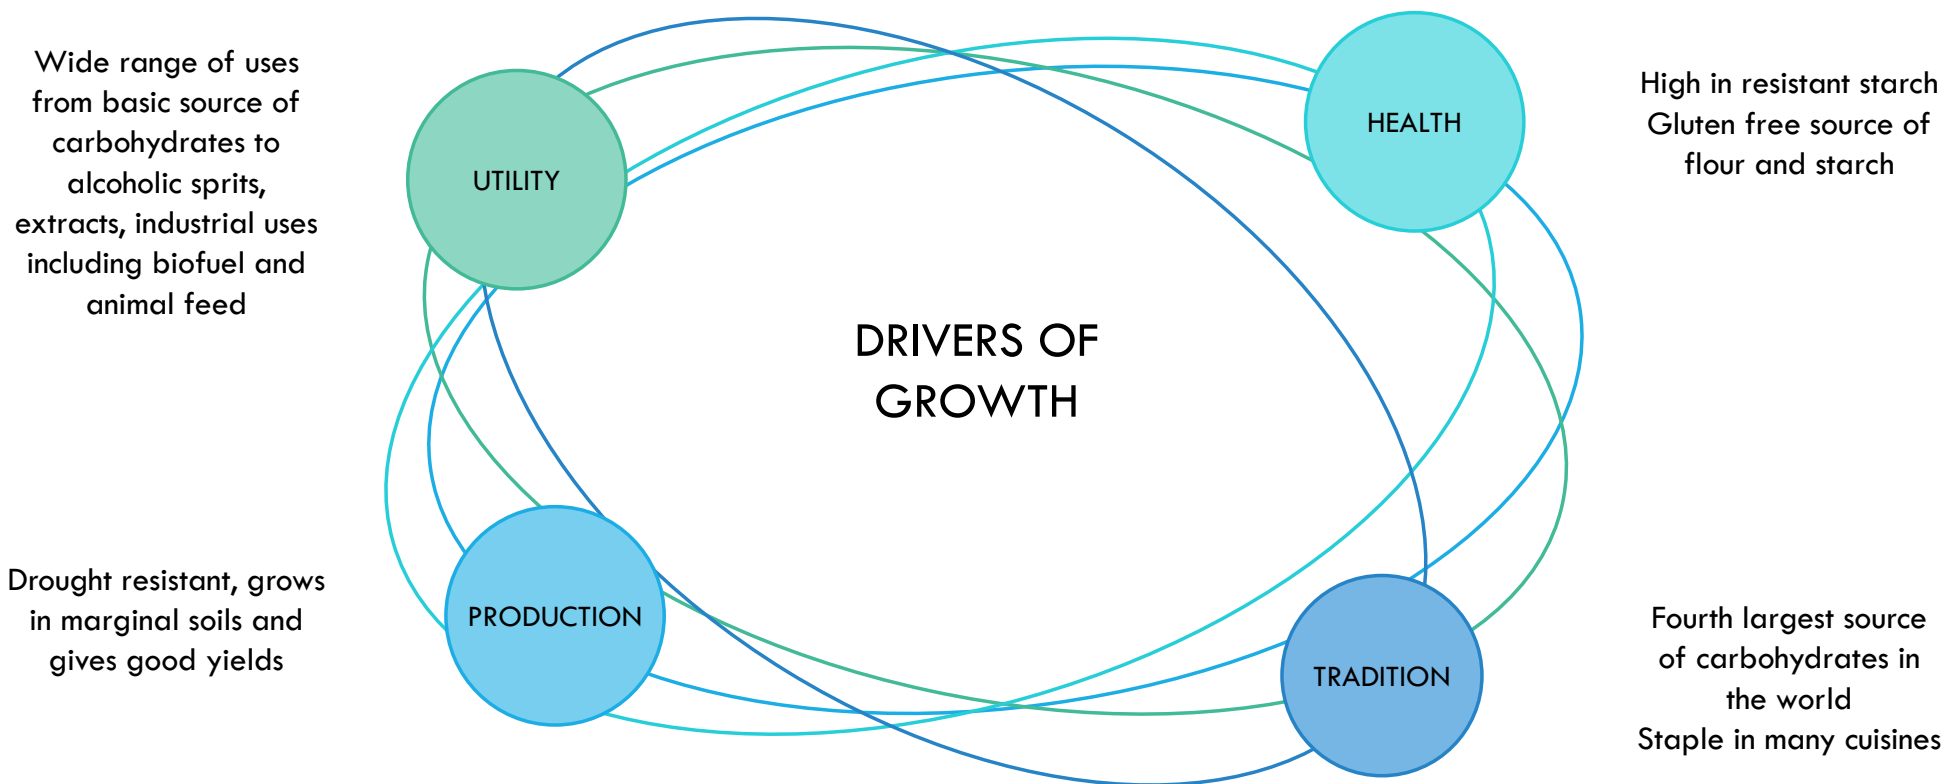 Wide range of uses
from basic source of
carbohydrates to
alcoholic sprits,
extracts, industrial uses
including biofuel and
animal feed
UTILITY
HEALTH
High in resistant starch
Gluten free source of
flour and starch
DRIVERS OF
GROWTH
Drought resistant, grows
in marginal soils and
gives good yields
PRODUCTION
TRADITION
Fourth largest source
of carbohydrates in
the world
Staple in many cuisines